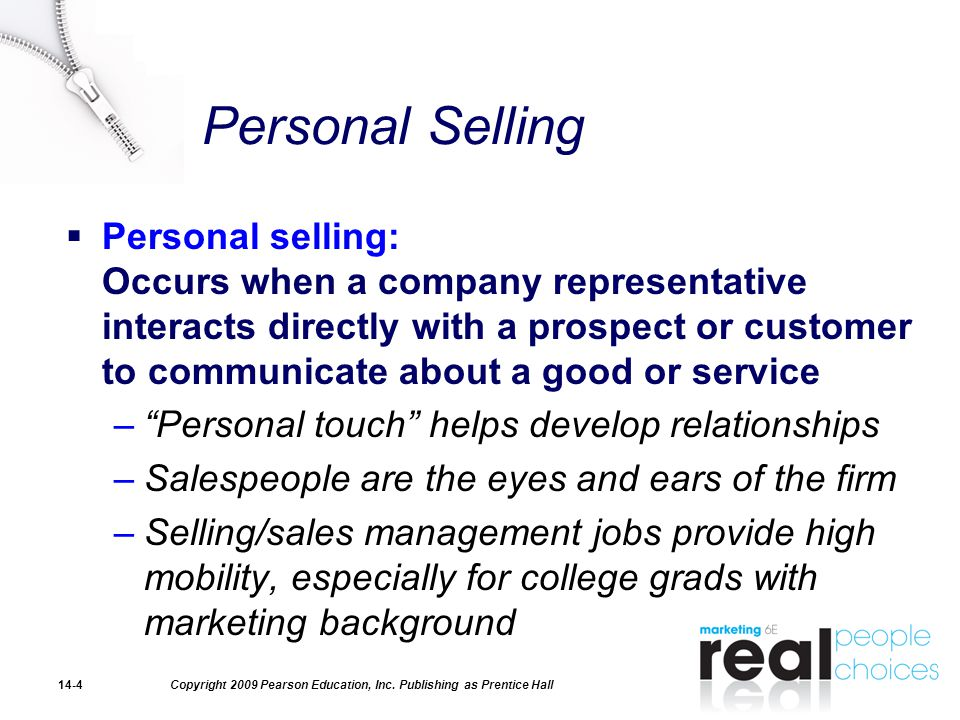 Personal Selling
▪ Personal selling:
Occurs when a company representative
interacts directly with a prospect or customer
to communicate about a good or service
– “Personal touch” helps develop relationships
– Salespeople are the eyes and ears of the firm
– Selling/sales management jobs provide high
mobility, especially for college grads with
marketing background
marketing 6E
real people
choices
14-4 Copyright 2009 Pearson Education, Inc. Publishing as Prentice Hall